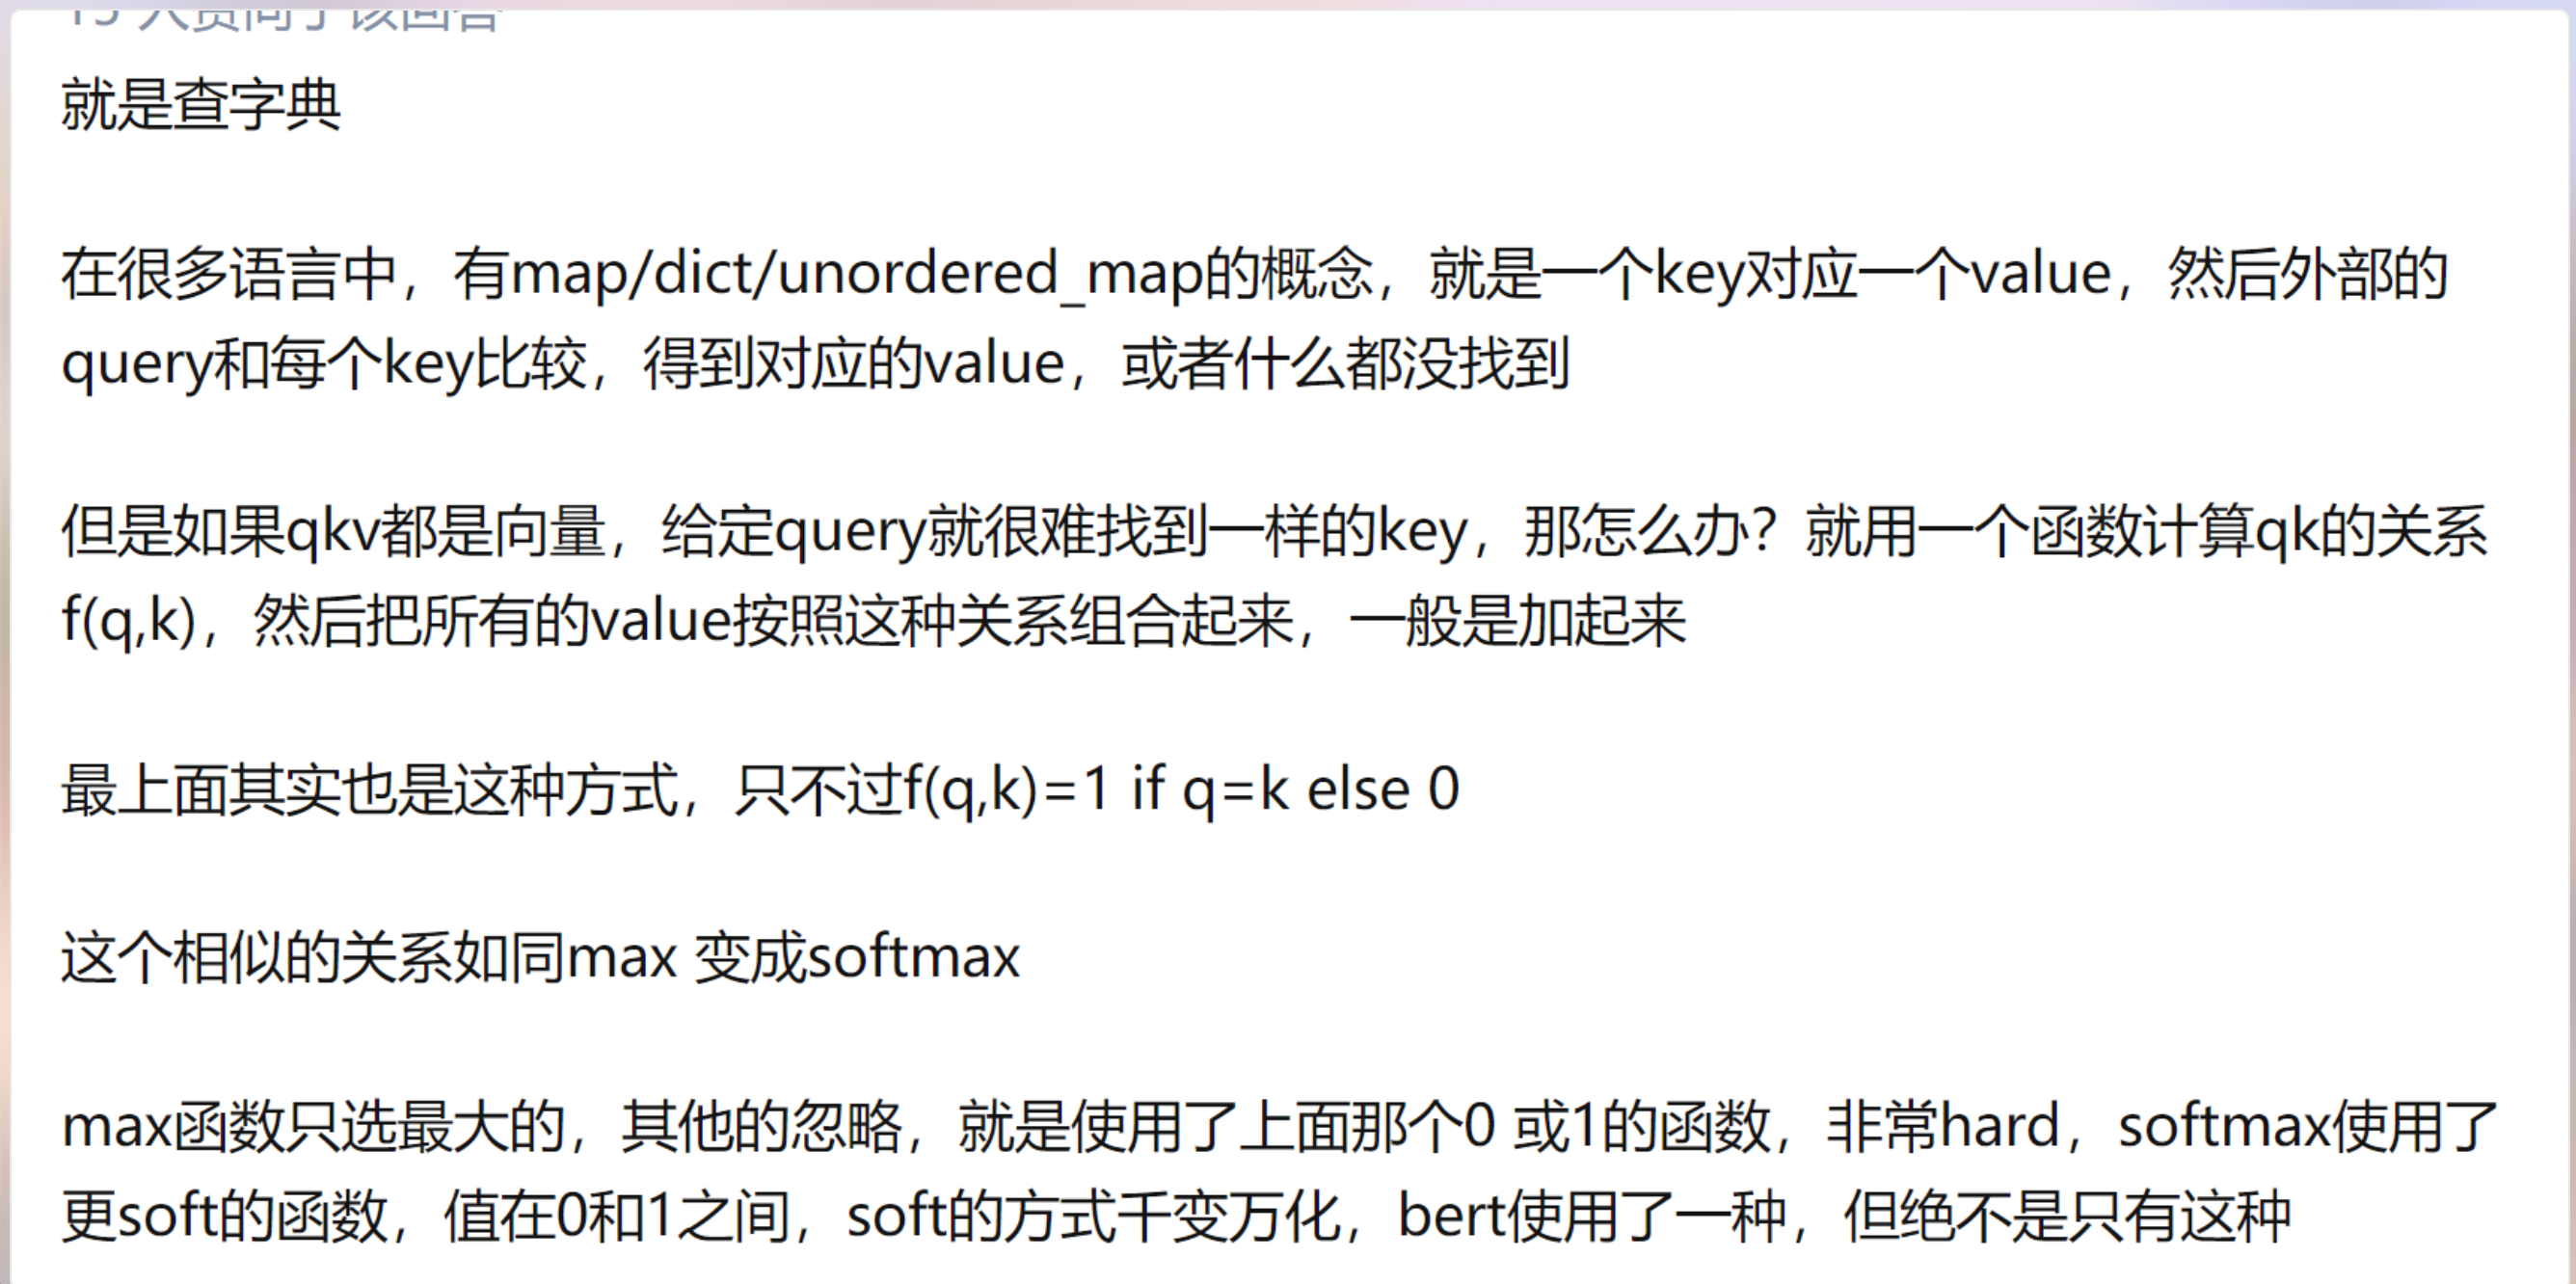 就是查字典
在很多语言中，有map/dict/unordered_map的概念，就是一个key对应一个value，然后外部的
query和每个key比较，得到对应的value，或者什么都没找到
但是如果qkv都是向量，给定query就很难找到一样的key，那怎么办？就用一个函数计算qk的关系
f(q,k)，然后把所有的value按照这种关系组合起来，一般是加起来
最上面其实也是这种方式，只不过f(q,k)=1 if q=k else 0
这个相似的关系如同max 变成softmax
max函数只选最大的，其他的忽略，就是使用了上面那个0 或1的函数，非常hard，softmax使用了
更soft的函数，值在0和1之间，soft的方式千变万化，bert使用了一种，但绝不是只有这种